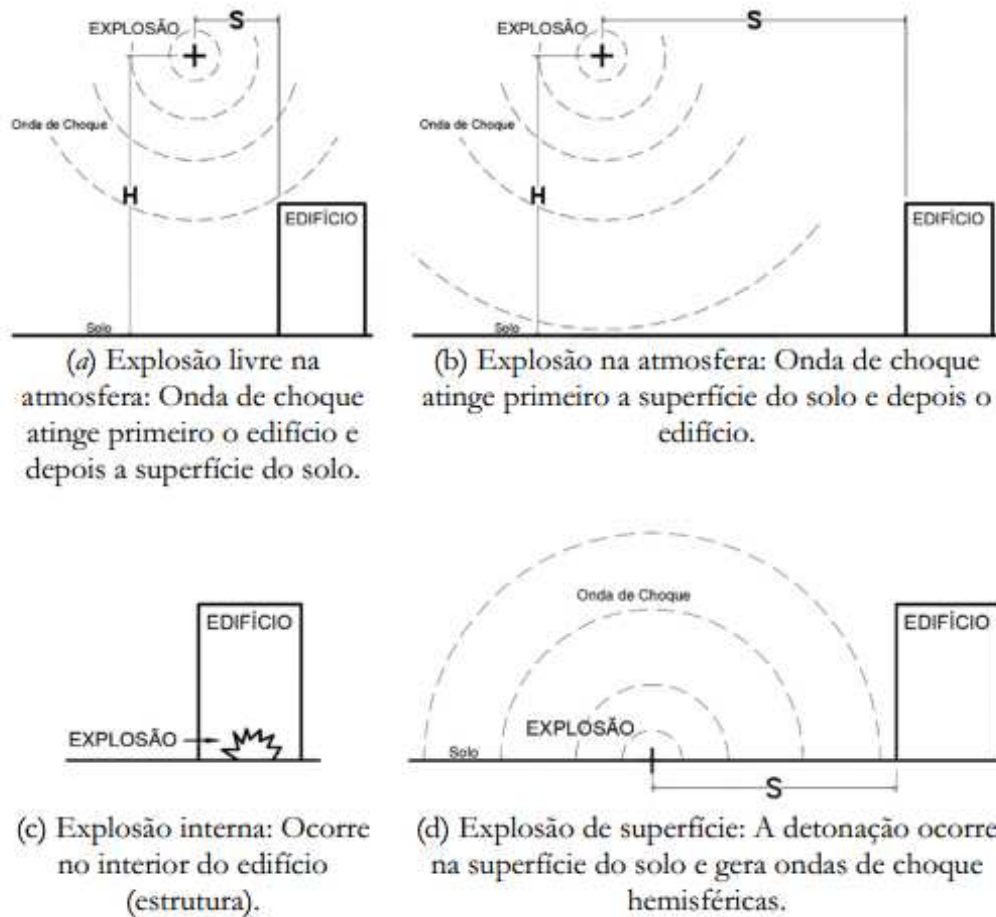 S
EXPLOSÃO
Onda de Choque
H
EDIFÍCIO
Solo
(a) Explosão livre na
atmosfera: Onda de choque
atinge primeiro o edifício e
depois a superfície do solo.
S
EXPLOSÃO
Onda de Choque
H
EDIFÍCIO
Solo
(b) Explosão na atmosfera: Onda de choque
atinge primeiro a superfície do solo e depois o
edifício.
EDIFÍCIO
EXPLOSÃO
(c) Explosão interna: Ocorre
no interior do edifício
(estrutura).
Onda de Choque
EDIFÍCIO
EXPLOSÃO
Solo
S
(d) Explosão de superfície: A detonação ocorre
na superfície do solo e gera ondas de choque
hemisféricas.